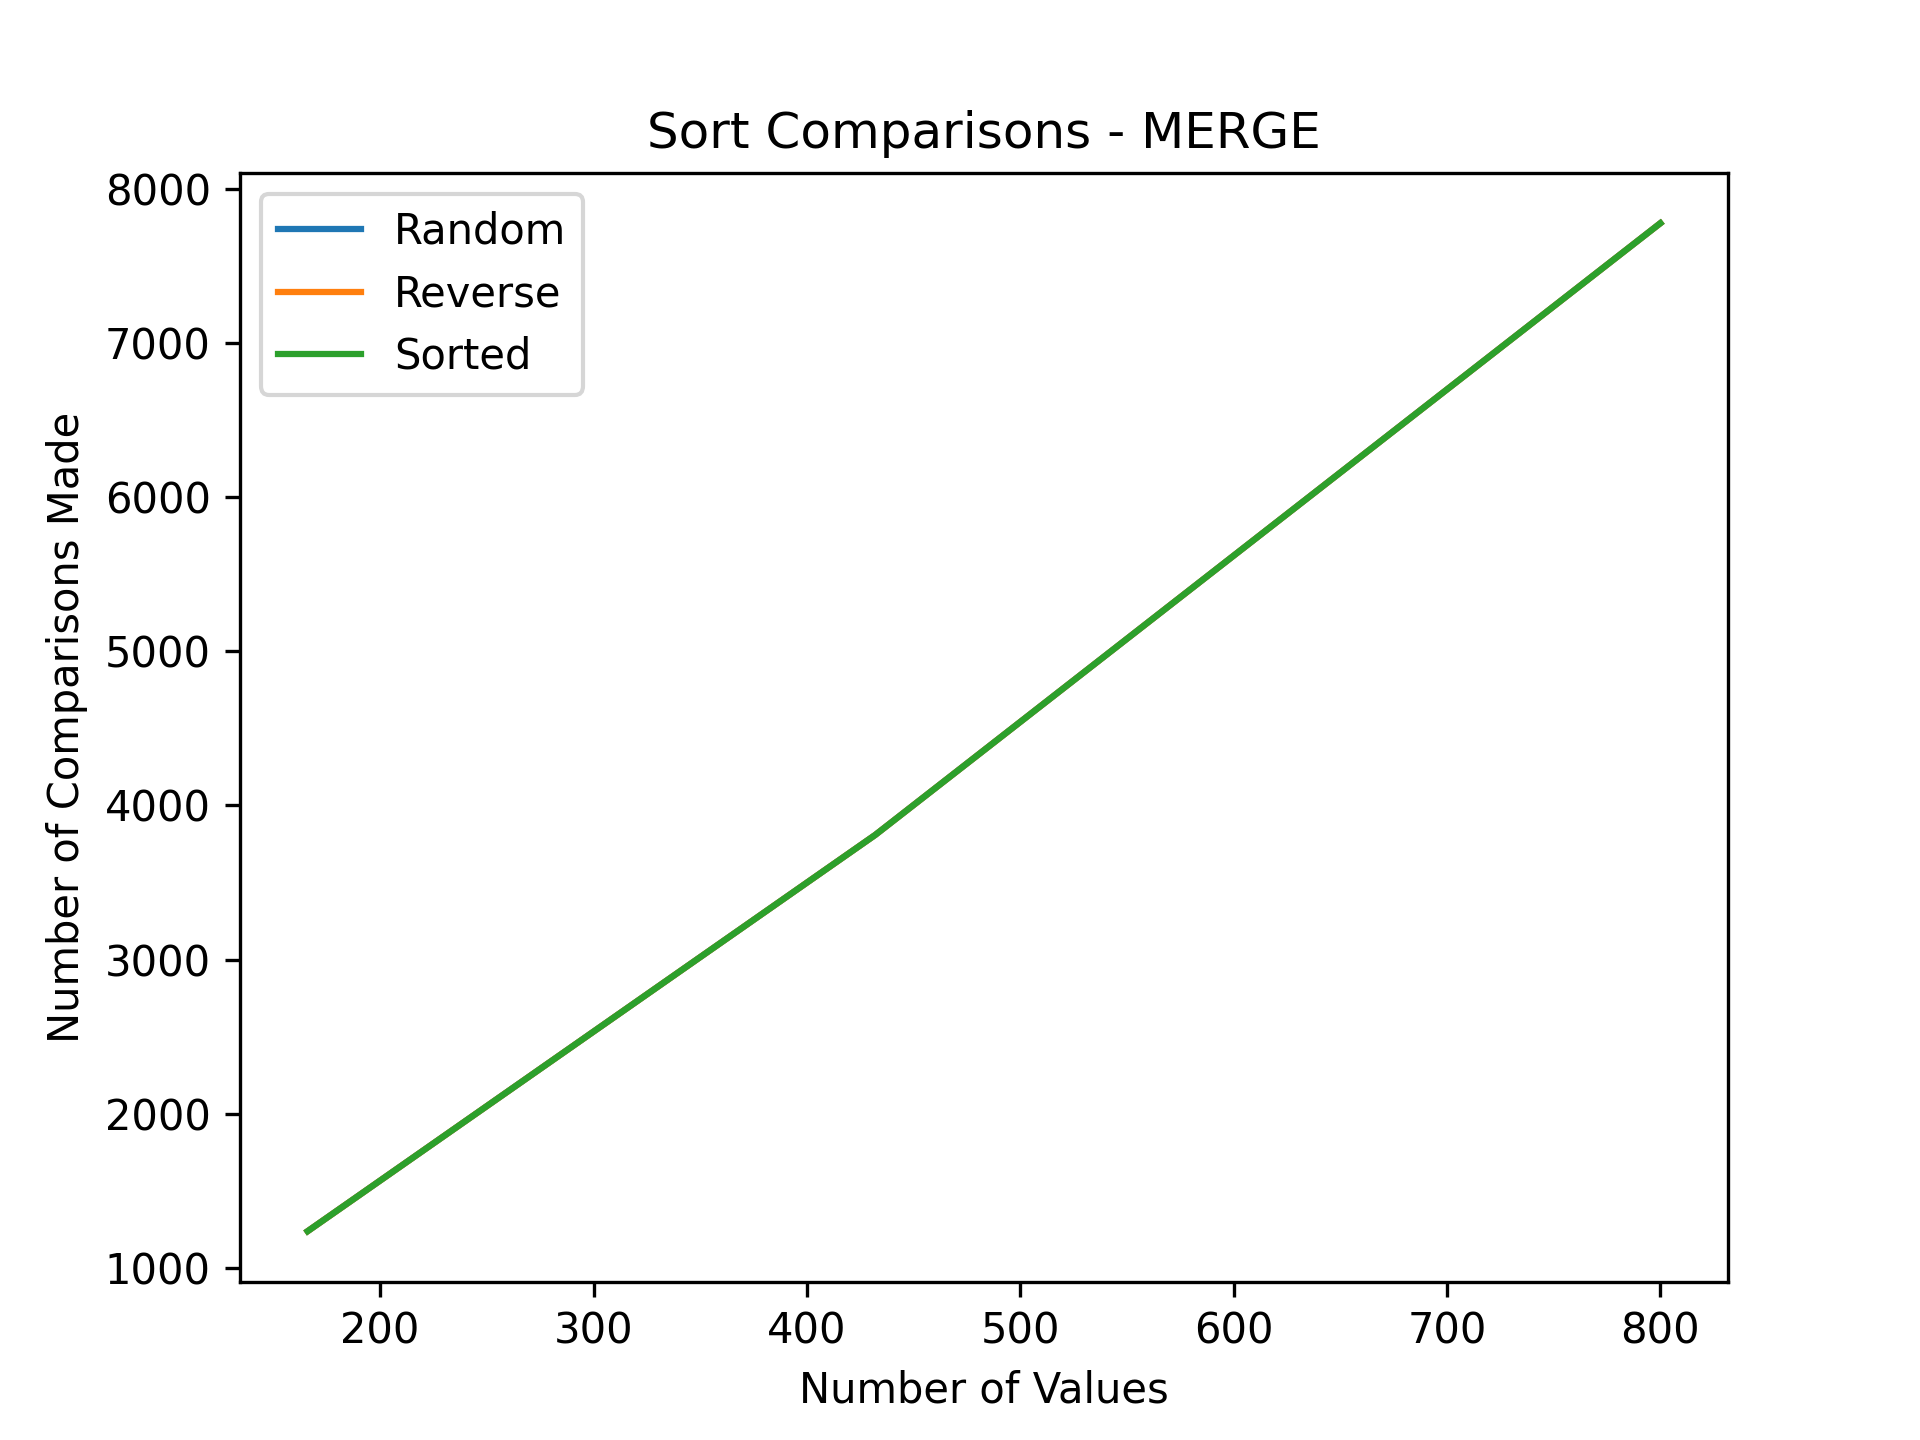 Sort Comparisons - MERGE
Random
Reverse
Sorted
Number of Comparisons Made
8000
7000
6000
5000
4000
3000
2000
1000
200 300 400 500 600 700 800
Number of Values